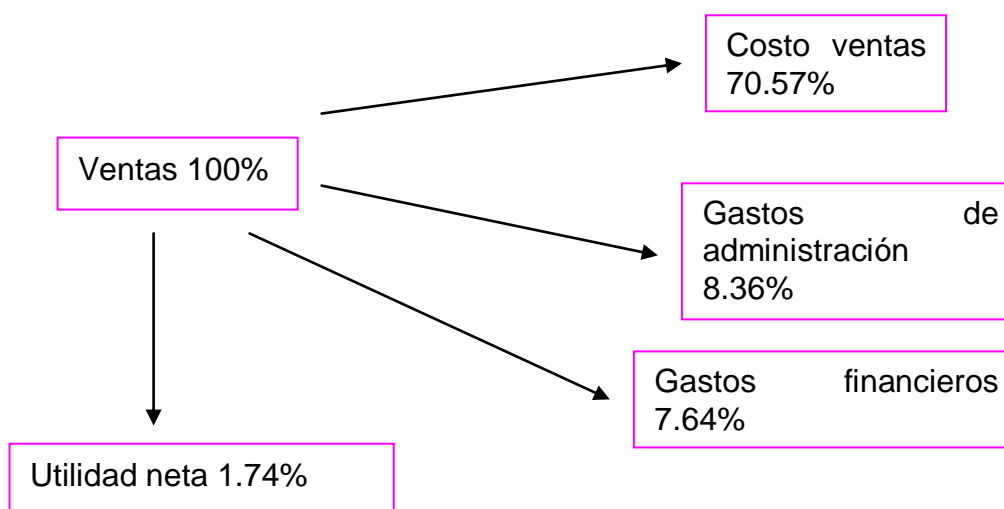 Costo ventas
70.57%
Ventas 100%
Gastos de
administración
8.36%
Gastos financieros
7.64%
Utilidad neta 1.74%